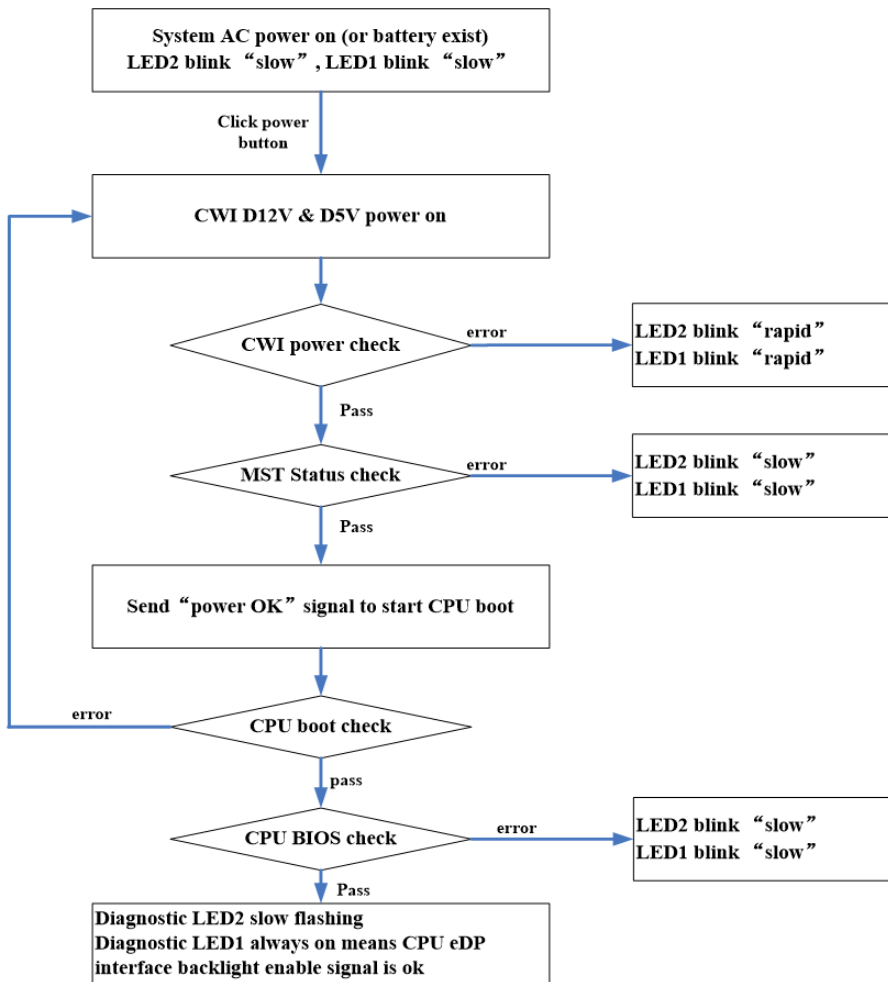 System AC power on (or battery exist)
LED2 blink “slow” , LED1 blink “slow”
Click power
button
CWI D12V & D5V power on
CWI power check
error
LED2 blink “rapid”
LED1 blink “rapid”
Pass
MST Status check
error
LED2 blink “slow”
LED1 blink “slow”
Pass
Send “power OK” signal to start CPU boot
error
CPU boot check
pass
CPU BIOS check
error
LED2 blink “slow”
LED1 blink “slow”
Pass
Diagnostic LED2 slow flashing
Diagnostic LED1 always on means CPU eDP
interface backlight enable signal is ok